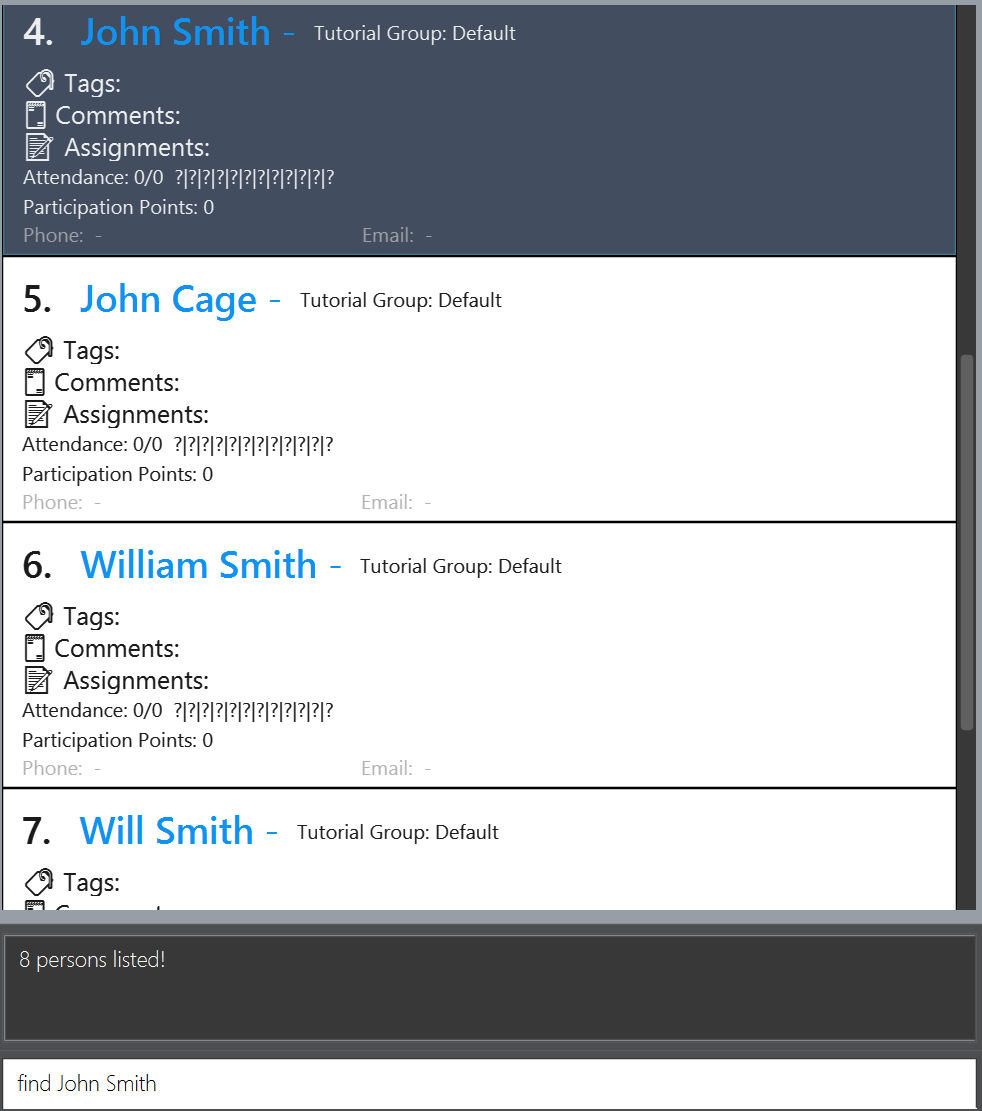 4. John Smith - Tutorial Group: Default
Tags:
Comments:
Assignments:
Attendance: 0/0 ?|?|?|?|?|?|?|?|?|?|?|?
Participation Points: 0
Phone: - Email: -
5. John Cage - Tutorial Group: Default
Tags:
Comments:
Assignments:
Attendance: 0/0 ?|?|?|?|?|?|?|?|?|?|?|?
Participation Points: 0
Phone: - Email: -
6. William Smith - Tutorial Group: Default
Tags:
Comments:
Assignments:
Attendance: 0/0 ?|?|?|?|?|?|?|?|?|?|?|?
Participation Points: 0
Phone: - Email: -
7. Will Smith - Tutorial Group: Default
Tags:
8 persons listed!
find John Smith